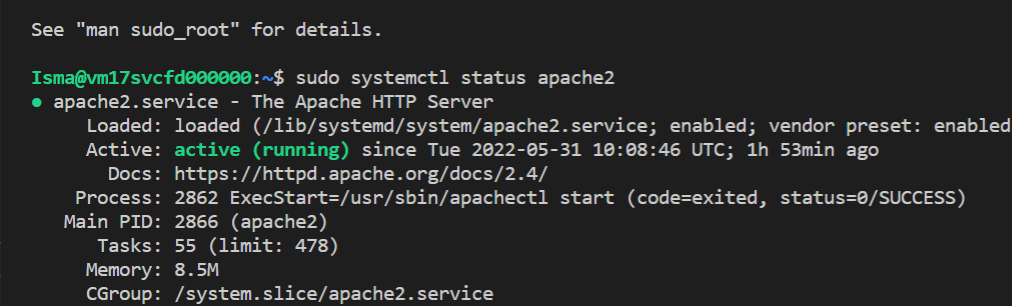 See "man sudo_root" for details.
Isma@vm17svcfd000000:~$ sudo systemctl status apache2
● apache2.service - The Apache HTTP Server
Loaded: loaded (/lib/systemd/system/apache2.service; enabled; vendor preset: enabled
Active: active (running) since Tue 2022-05-31 10:08:46 UTC; 1h 53min ago
Docs: https://httpd.apache.org/docs/2.4/
Process: 2862 ExecStart=/usr/sbin/apachectl start (code=exited, status=0/SUCCESS)
Main PID: 2866 (apache2)
Tasks: 55 (limit: 478)
Memory: 8.5M
CGroup: /system.slice/apache2.service